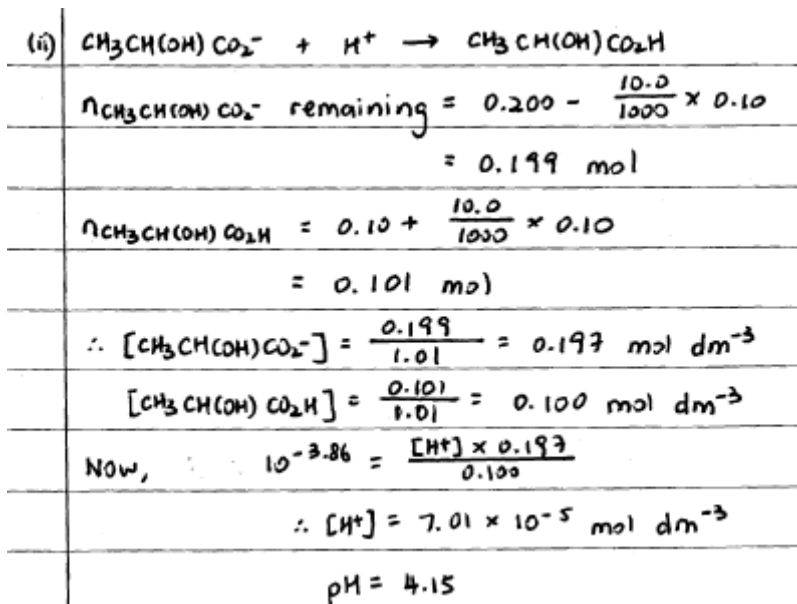 (ii) CH₃CH(OH)CO₂⁻ + H⁺ → CH₃CH(OH)CO₂H
nCH₃CH(OH)CO₂⁻ remaining = 0.200 - 10.0/1000 × 0.10
= 0.199 mol
nCH₃CH(OH)CO₂H = 0.10 + 10.0/1000 × 0.10
= 0.101 mol
∴ [CH₃CH(OH)CO₂⁻] = 0.199/1.01 = 0.197 mol dm⁻³
[CH₃CH(OH)CO₂H] = 0.101/1.01 = 0.100 mol dm⁻³
Now, 10⁻³·⁸⁶ = [H⁺] × 0.197/0.100
∴ [H⁺] = 7.01 × 10⁻⁵ mol dm⁻³
pH = 4.15